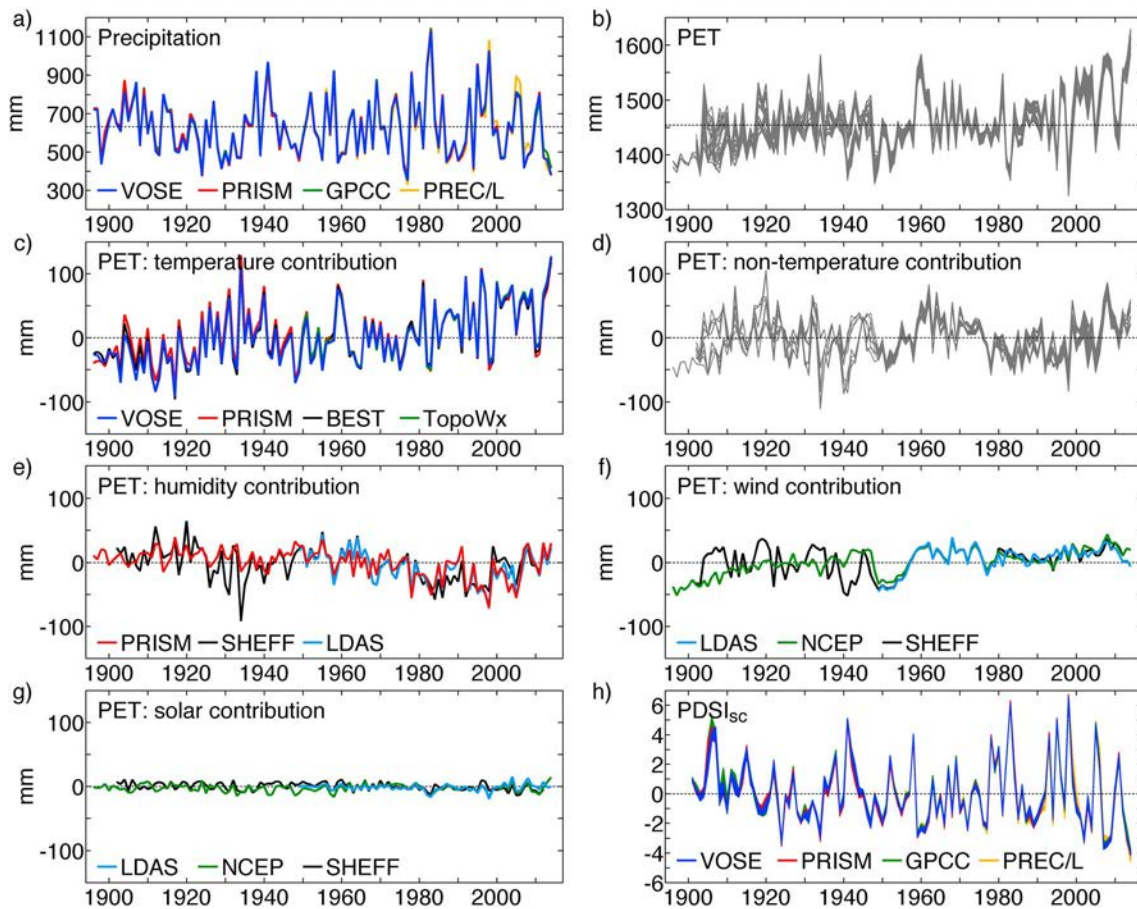 a) Precipitation
1100
900
700
500
300
mm
VOSE PRISM GPCC PREC/L
1900 1920 1940 1960 1980 2000
b) PET
1600
1500
1400
1300
mm
1900 1920 1940 1960 1980 2000
c) PET: temperature contribution
100
0
-100
mm
VOSE PRISM BEST TopoWx
1900 1920 1940 1960 1980 2000
d) PET: non-temperature contribution
100
0
-100
mm
1900 1920 1940 1960 1980 2000
e) PET: humidity contribution
100
0
-100
mm
PRISM SHEFF LDAS
1900 1920 1940 1960 1980 2000
f) PET: wind contribution
100
0
-100
mm
LDAS NCEP SHEFF
1900 1920 1940 1960 1980 2000
g) PET: solar contribution
100
0
-100
mm
LDAS NCEP SHEFF
1900 1920 1940 1960 1980 2000
h) PDSIsc
6
4
2
0
-2
-4
-6
VOSE PRISM GPCC PREC/L
1900 1920 1940 1960 1980 2000